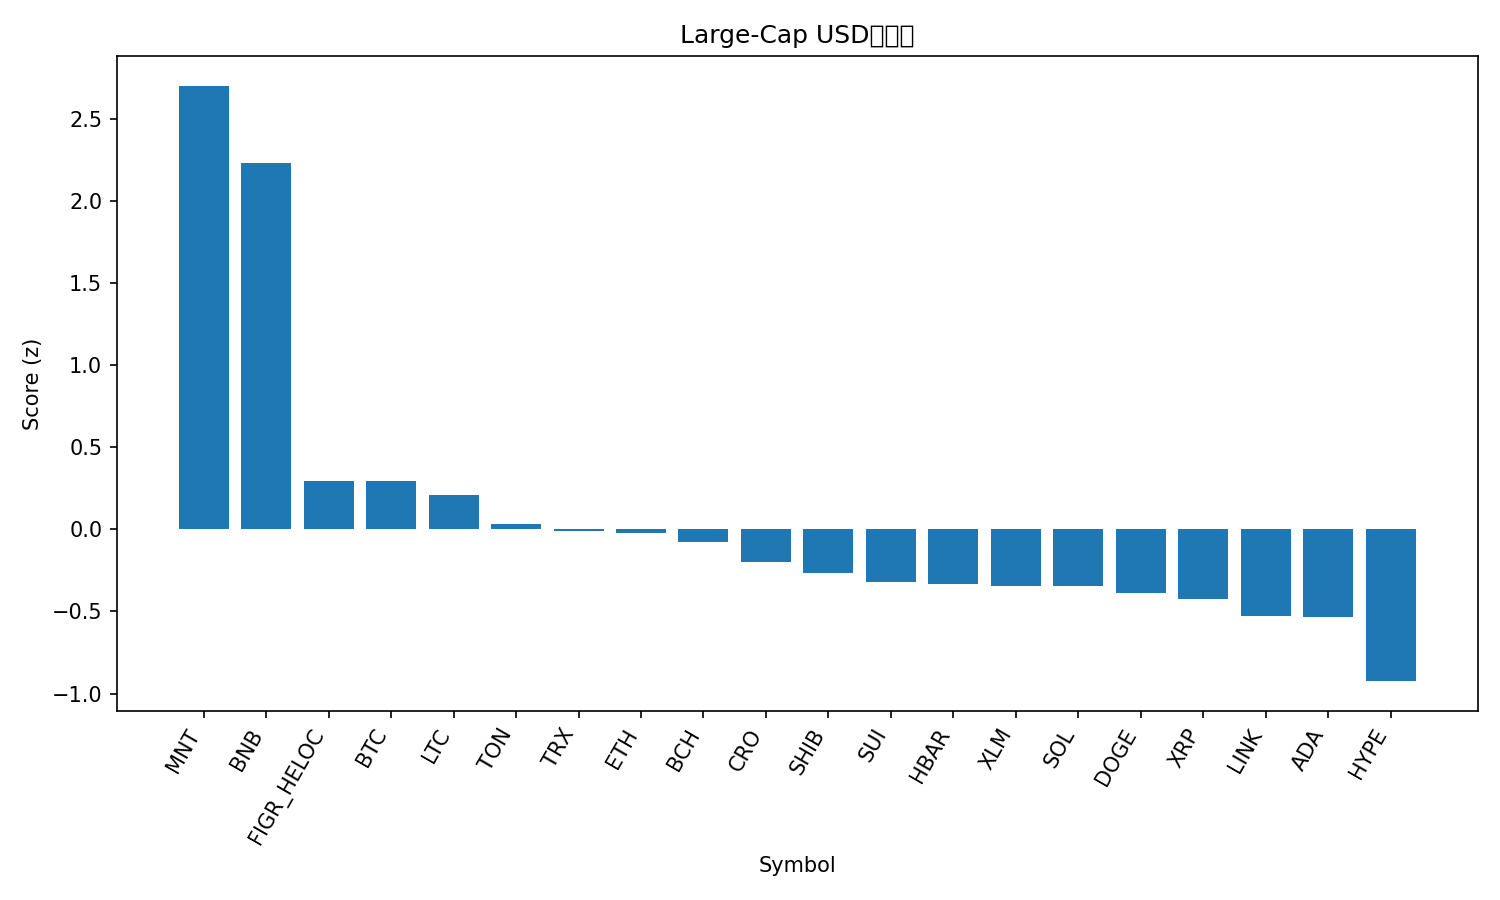 Large-Cap USD
Score (z)
2.5
2.0
1.5
1.0
0.5
0.0
−0.5
−1.0
MNT
BNB
FIGR_HELOC
BTC
LTC
TON
TRX
ETH
BCH
CRO
SHIB
SUI
HBAR
XLM
SOL
DOGE
XRP
LINK
ADA
HYPE
Symbol